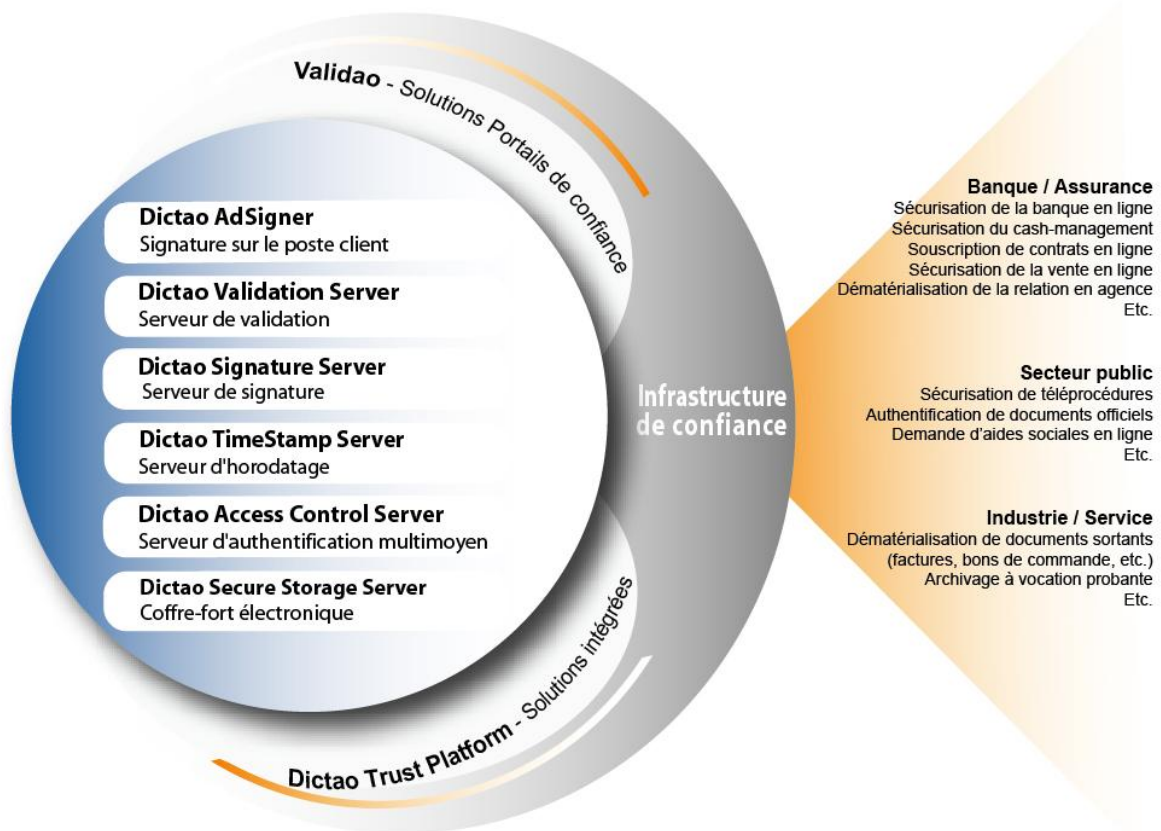 Validao - Solutions Portails de confiance
Dictao AdSigner
Signature sur le poste client
Dictao Validation Server
Serveur de validation
Dictao Signature Server
Serveur de signature
Dictao TimeStamp Server
Serveur d'horodatage
Dictao Access Control Server
Serveur d'authentification multimoyen
Dictao Secure Storage Server
Coffre-fort électronique
Dictao Trust Platform - Solutions intégrées
Infrastructure
de confiance
Banque / Assurance
Sécurisation de la banque en ligne
Sécurisation du cash-management
Souscription de contrats en ligne
Sécurisation de la vente en ligne
Dématérialisation de la relation en agence
Etc.
Secteur public
Sécurisation de téléprocédures
Authentification de documents officiels
Demande d'aides sociales en ligne
Etc.
Industrie / Service
Dématérialisation de documents sortants
(factures, bons de commande, etc.)
Archivage à vocation probante
Etc.